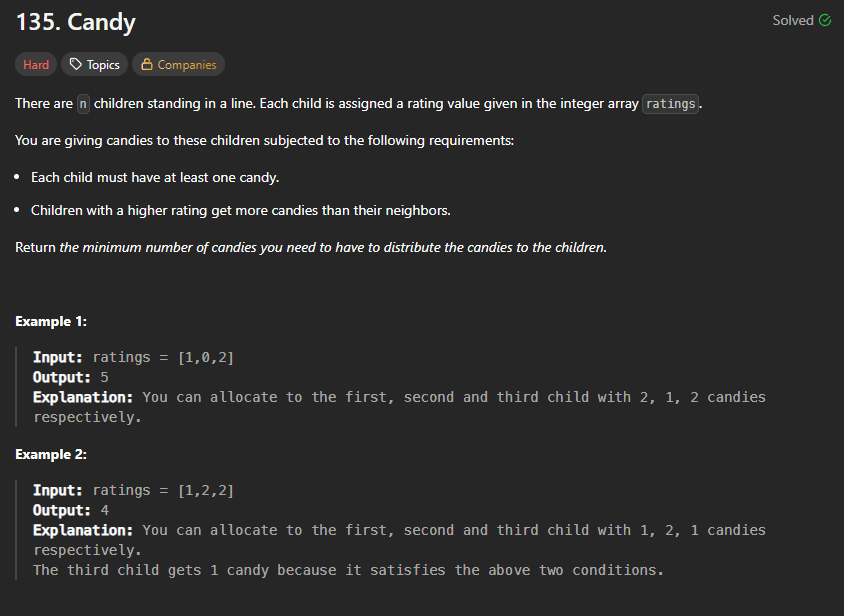 135. Candy
Solved
Hard Topics Companies
There are n children standing in a line. Each child is assigned a rating value given in the integer array ratings.
You are giving candies to these children subjected to the following requirements:
• Each child must have at least one candy.
• Children with a higher rating get more candies than their neighbors.
Return the minimum number of candies you need to have to distribute the candies to the children.
Example 1:
Input: ratings = [1,0,2]
Output: 5
Explanation: You can allocate to the first, second and third child with 2, 1, 2 candies
respectively.
Example 2:
Input: ratings = [1,2,2]
Output: 4
Explanation: You can allocate to the first, second and third child with 1, 2, 1 candies
respectively.
The third child gets 1 candy because it satisfies the above two conditions.